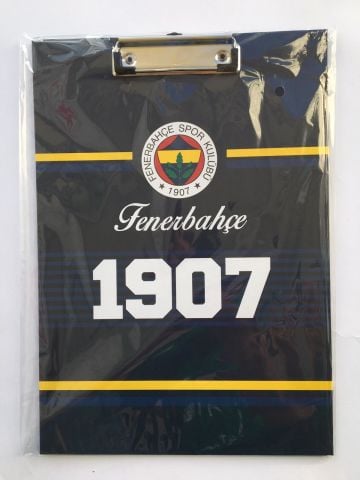 FENERBAHÇE SPOR KULÜBÜ
★ 1907 ★
Fenerbahçe
1907